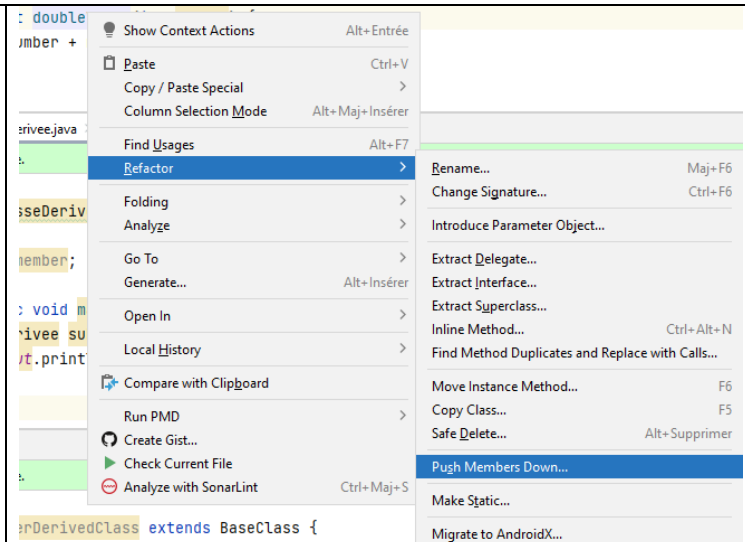 t double
umber +
Show Context Actions Alt+Entrée
Paste Ctrl+V
Copy / Paste Special
Column Selection Mode Alt+Maj+Insérer
Find Usages Alt+F7
Refactor
Folding
Analyze
Go To
Generate... Alt+Insérer
Open In
Local History
Compare with Clipboard
Run PMD
Create Gist...
Check Current File
Analyze with SonarLint Ctrl+Maj+S
Rename... Maj+F6
Change Signature... Ctrl+F6
Introduce Parameter Object...
Extract Delegate...
Extract Interface...
Extract Superclass...
Inline Method... Ctrl+Alt+N
Find Method Duplicates and Replace with Calls...
Move Instance Method... F6
Copy Class... F5
Safe Delete... Alt+Supprimer
Push Members Down...
Make Static...
Migrate to AndroidX...
erivee.java
sseDeriv
member;
c void m
rivee su
ut.print
erDerivedClass extends BaseClass {